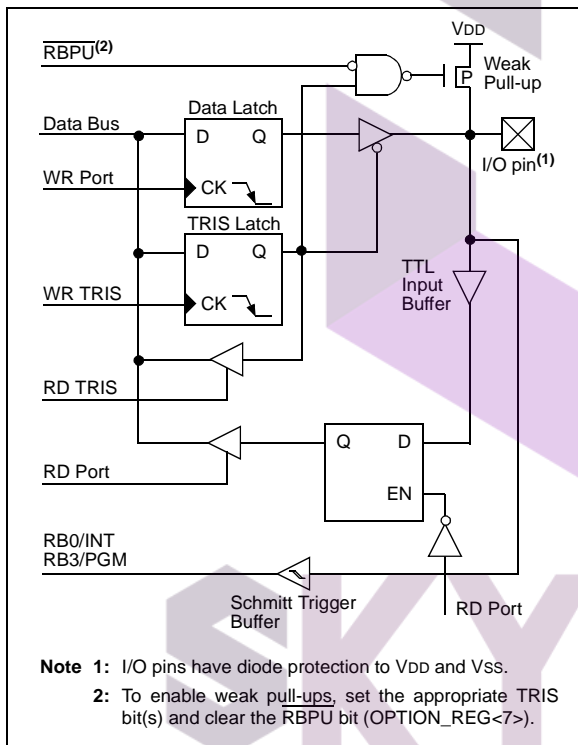 VDD
RBPU(2)
Weak
Pull-up
P
Data Latch
Data Bus
D Q
I/O pin(1)
WR Port
CK
TRIS Latch
D Q
TTL
Input
Buffer
WR TRIS
CK
RD TRIS
Q D
RD Port
EN
RB0/INT
RB3/PGM
Schmitt Trigger
Buffer
RD Port
Note 1: I/O pins have diode protection to VDD and VSS.
2: To enable weak pull-ups, set the appropriate TRIS
bit(s) and clear the RBPU bit (OPTION_REG<7>).
SKY